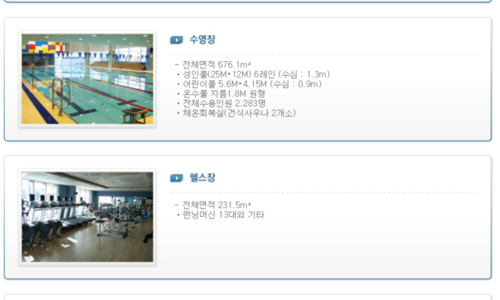 수영장
- 전체면적 676.1m²
• 성인풀(25M*12M) 6레인 (수심 : 1.3m)
• 어린이풀 5.6M*4.15M (수심 : 0.9m)
• 온수풀 지름1.8M 원형
• 전체수용인원 2,283명
• 체온회복실(건식사우나 2개소)
헬스장
- 전체면적 231.5m²
• 런닝머신 13대외 기타